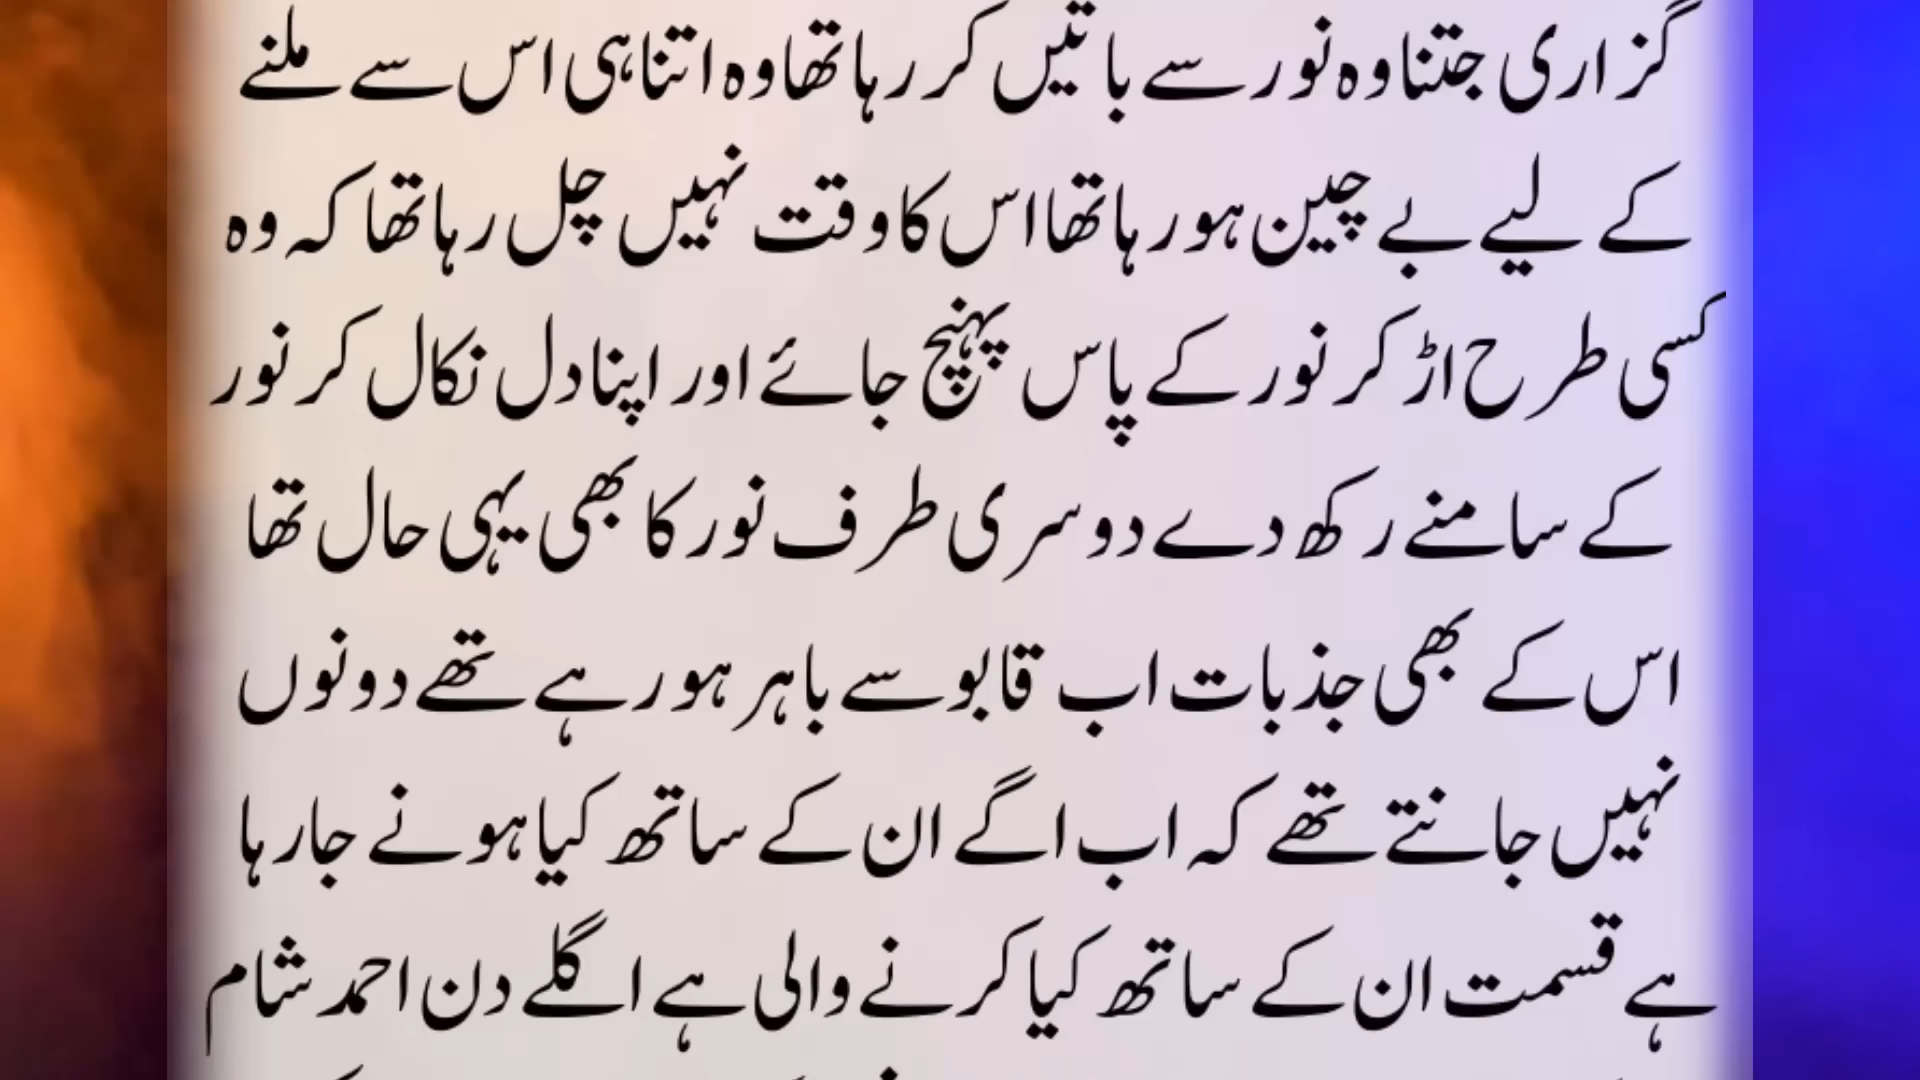 گزاری جتنا وہ نور سے باتیں کر رہا تھا وہ اتنا ہی اس سے ملنے
کے لیے بے چین ہو رہا تھا اس کا وقت نہیں چل رہا تھا کہ وہ
کسی طرح اڑ کر نور کے پاس پہنچ جائے اور اپنا دل نکال کر نور
کے سامنے رکھ دے دوسری طرف نور کا بھی یہی حال تھا
اس کے بھی جذبات اب قابو سے باہر ہو رہے تھے دونوں
نہیں جانتے تھے کہ اب اگے ان کے ساتھ کیا ہونے جا رہا
ہے قسمت ان کے ساتھ کیا کرنے والی ہے اگلے دن احمد شام